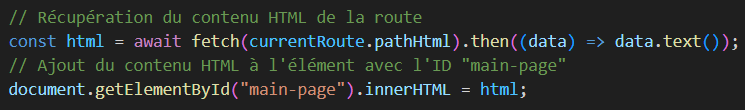 // Récupération du contenu HTML de la route
const html = await fetch(currentRoute.pathHtml).then((data) => data.text());
// Ajout du contenu HTML à l'élément avec l'ID "main-page"
document.getElementById("main-page").innerHTML = html;